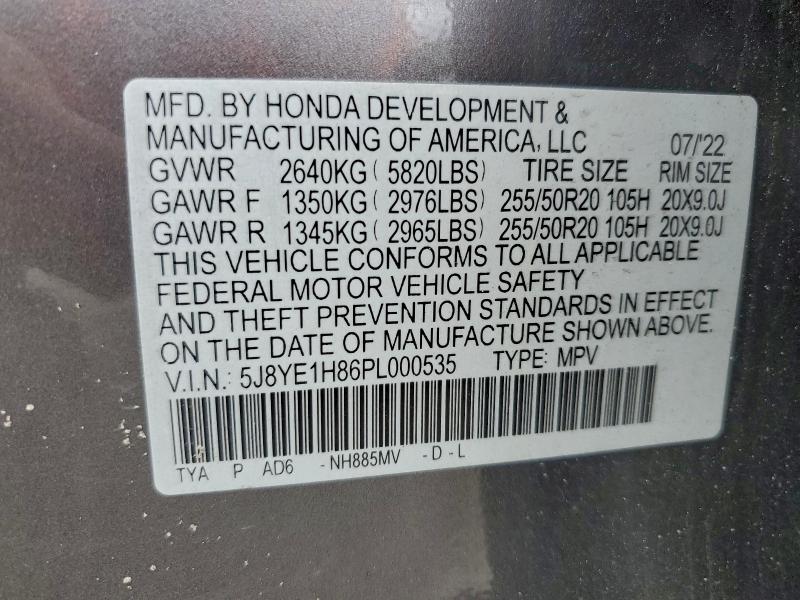 MFD. BY HONDA DEVELOPMENT &
MANUFACTURING OF AMERICA, LLC 07/'22
GVWR 2640KG ( 5820LBS) TIRE SIZE RIM SIZE
GAWR F 1350KG ( 2976LBS) 255/50R20 105H 20X9.0J
GAWR R 1345KG ( 2965LBS) 255/50R20 105H 20X9.0J
THIS VEHICLE CONFORMS TO ALL APPLICABLE
FEDERAL MOTOR VEHICLE SAFETY
AND THEFT PREVENTION STANDARDS IN EFFECT
ON THE DATE OF MANUFACTURE SHOWN ABOVE.
V.I.N.: 5J8YE1H86PL000535 TYPE: MPV
TYA P AD6 -NH885MV -D-L